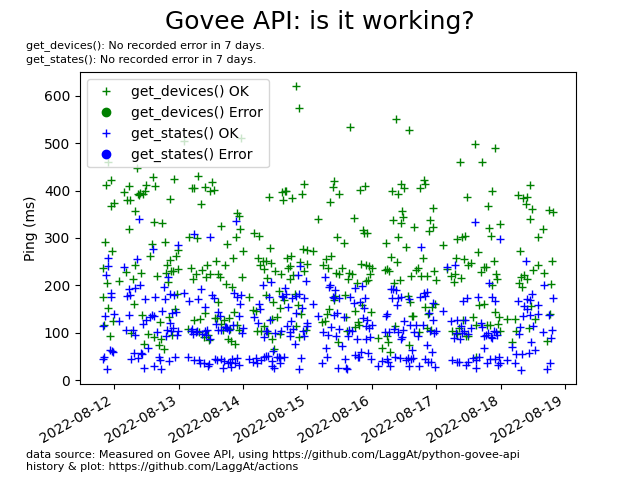 Govee API: is it working?
get_devices(): No recorded error in 7 days.
get_states(): No recorded error in 7 days.
get_devices() OK
get_devices() Error
get_states() OK
get_states() Error
Ping (ms)
600
500
400
300
200
100
0
2022-08-12
2022-08-13
2022-08-14
2022-08-15
2022-08-16
2022-08-17
2022-08-18
2022-08-19
data source: Measured on Govee API, using https://github.com/LaggAt/python-govee-api
history & plot: https://github.com/LaggAt/actions